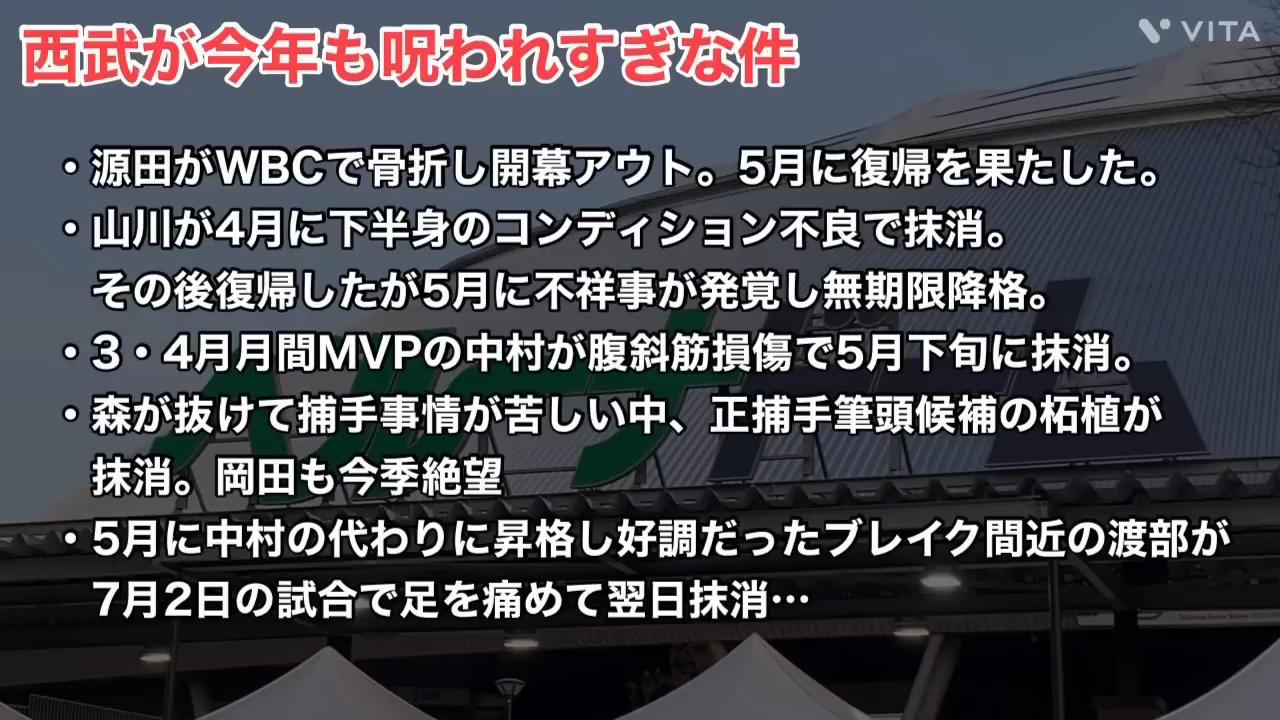 西武が今年も呪われすぎな件
VITA
・源田がWBCで骨折し開幕アウト。5月に復帰を果たした。
・山川が4月に下半身のコンディション不良で抹消。
その後復帰したが5月に不祥事が発覚し無期限降格。
・3・4月月間MVPの中村が腹斜筋損傷で5月下旬に抹消。
・森が抜けて捕手事情が苦しい中、正捕手筆頭候補の柘植が
抹消。岡田も今季絶望
・5月に中村の代わりに昇格し好調だったブレイク間近の渡部が
7月2日の試合で足を痛めて翌日抹消…
ベルーナ